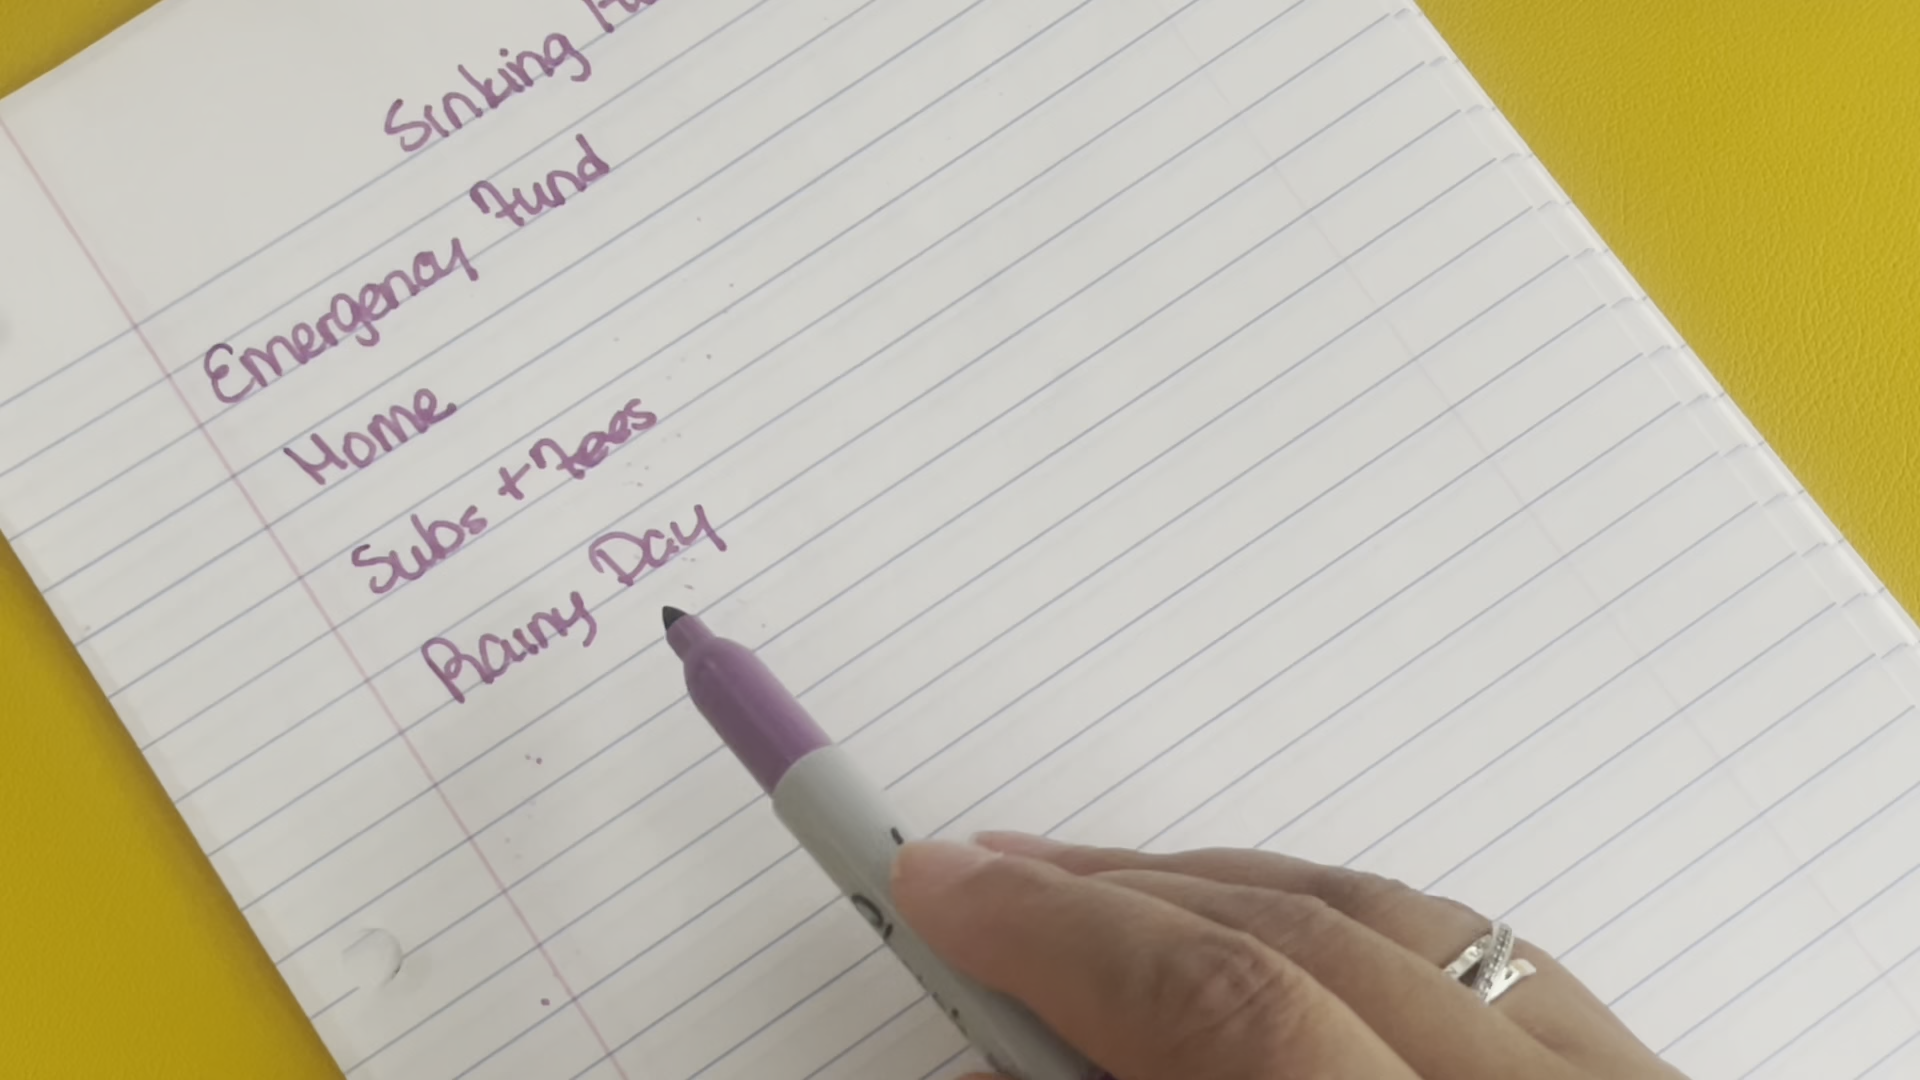 Sinking
Emergency Fund
Home
Subs + Fees
Rainy Day